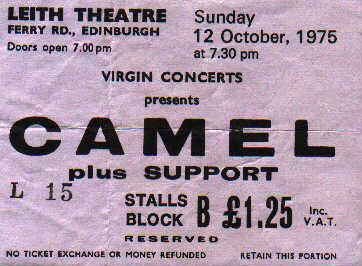 LEITH THEATRE
FERRY RD., EDINBURGH
Doors open 7.00 pm
Sunday
12 October, 1975
at 7.30 pm
VIRGIN CONCERTS
presents
CAMEL
plus SUPPORT
L 15
STALLS
BLOCK B £1.25 Inc. V.A.T.
RESERVED
NO TICKET EXCHANGE OR MONEY REFUNDED RETAIN THIS PORTION